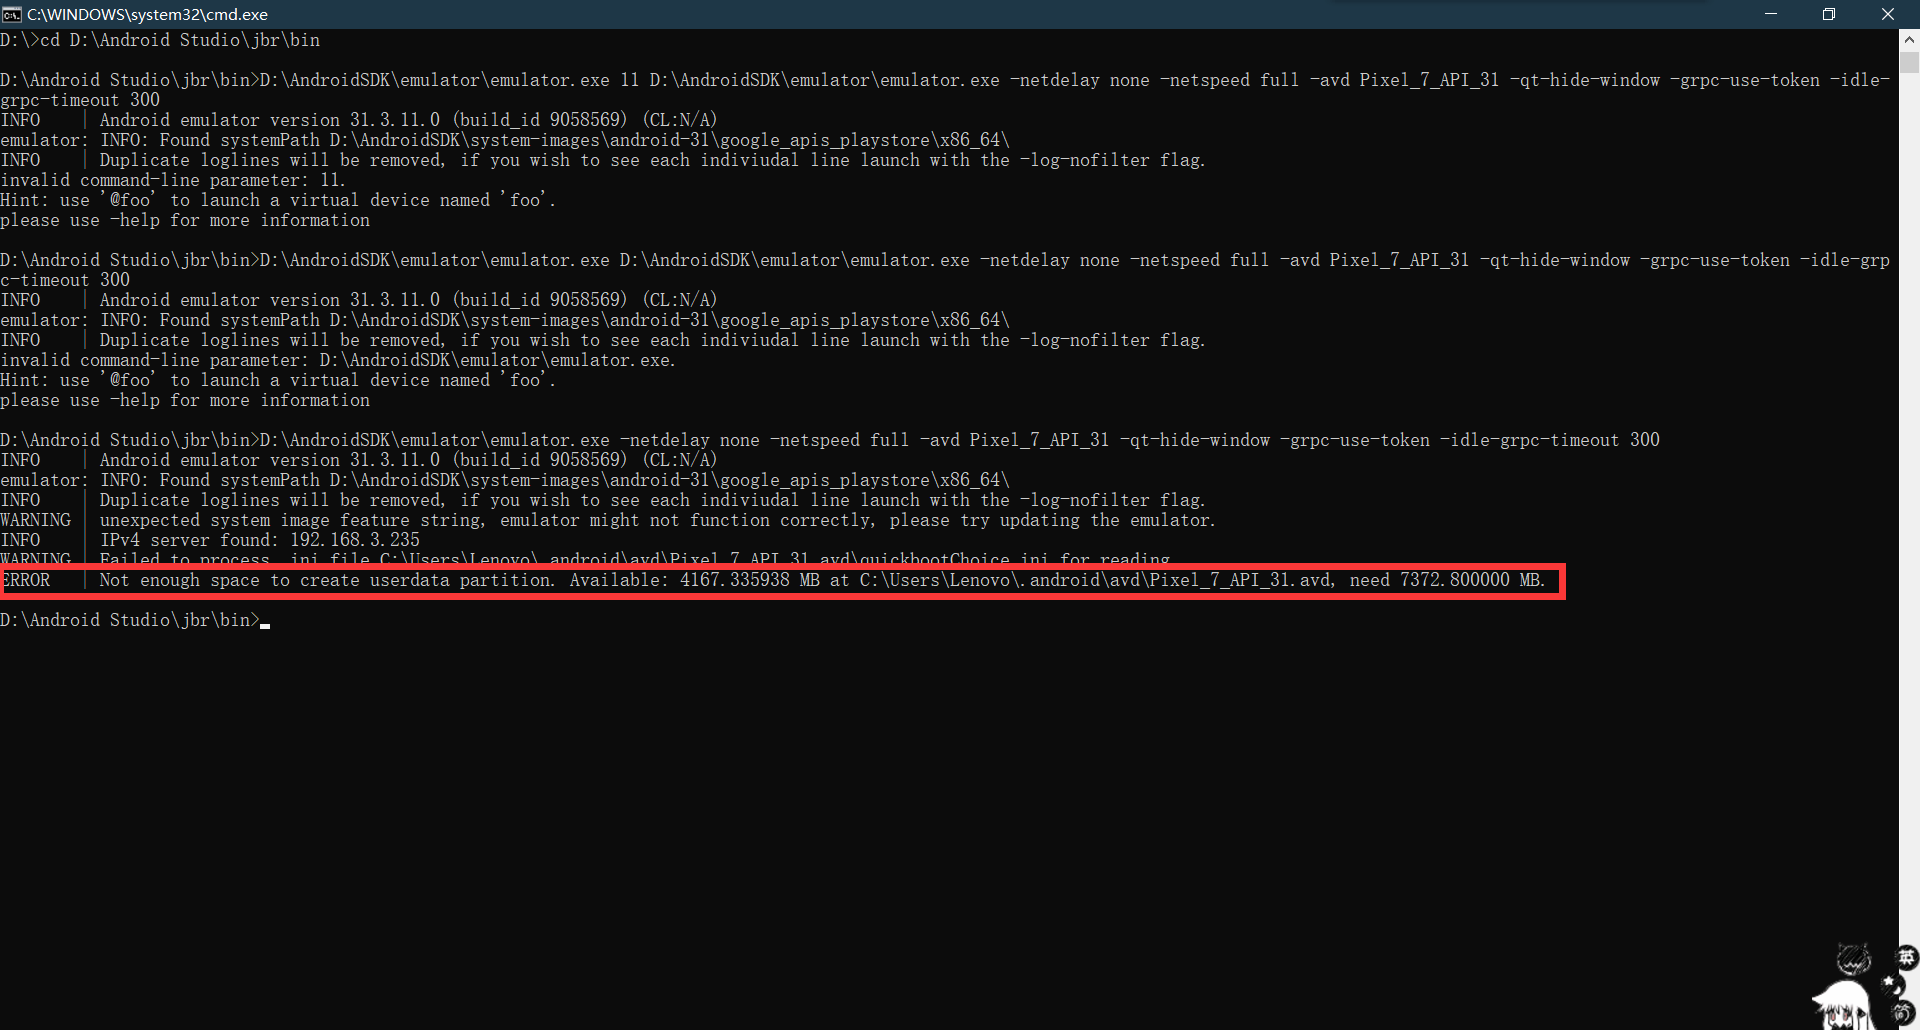 C:\WINDOWS\system32\cmd.exe
D:\>cd D:\Android Studio\jbr\bin
D:\Android Studio\jbr\bin>D:\AndroidSDK\emulator\emulator.exe 11 D:\AndroidSDK\emulator\emulator.exe -netdelay none -netspeed full -avd Pixel_7_API_31 -qt-hide-window -grpc-use-token -idle-
grpc-timeout 300
INFO    | Android emulator version 31.3.11.0 (build_id 9058569) (CL:N/A)
emulator: INFO: Found systemPath D:\AndroidSDK\system-images\android-31\google_apis_playstore\x86_64\
INFO    | Duplicate loglines will be removed, if you wish to see each indiviudal line launch with the -log-nofilter flag.
invalid command-line parameter: 11.
Hint: use '@foo' to launch a virtual device named 'foo'.
please use -help for more information
D:\Android Studio\jbr\bin>D:\AndroidSDK\emulator\emulator.exe D:\AndroidSDK\emulator\emulator.exe -netdelay none -netspeed full -avd Pixel_7_API_31 -qt-hide-window -grpc-use-token -idle-grp
c-timeout 300
INFO    | Android emulator version 31.3.11.0 (build_id 9058569) (CL:N/A)
emulator: INFO: Found systemPath D:\AndroidSDK\system-images\android-31\google_apis_playstore\x86_64\
INFO    | Duplicate loglines will be removed, if you wish to see each indiviudal line launch with the -log-nofilter flag.
invalid command-line parameter: D:\AndroidSDK\emulator\emulator.exe.
Hint: use '@foo' to launch a virtual device named 'foo'.
please use -help for more information
D:\Android Studio\jbr\bin>D:\AndroidSDK\emulator\emulator.exe -netdelay none -netspeed full -avd Pixel_7_API_31 -qt-hide-window -grpc-use-token -idle-grpc-timeout 300
INFO    | Android emulator version 31.3.11.0 (build_id 9058569) (CL:N/A)
emulator: INFO: Found systemPath D:\AndroidSDK\system-images\android-31\google_apis_playstore\x86_64\
INFO    | Duplicate loglines will be removed, if you wish to see each indiviudal line launch with the -log-nofilter flag.
WARNING | unexpected system image feature string, emulator might not function correctly, please try updating the emulator.
INFO    | IPv4 server found: 192.168.3.235
WARNING | Failed to process .ini file C:\Users\Lenovo\.android\avd\Pixel_7_API_31.avd\quickbootChoice.ini for reading.
ERROR   | Not enough space to create userdata partition. Available: 4167.335938 MB at C:\Users\Lenovo\.android\avd\Pixel_7_API_31.avd, need 7372.800000 MB.
D:\Android Studio\jbr\bin>
英
简